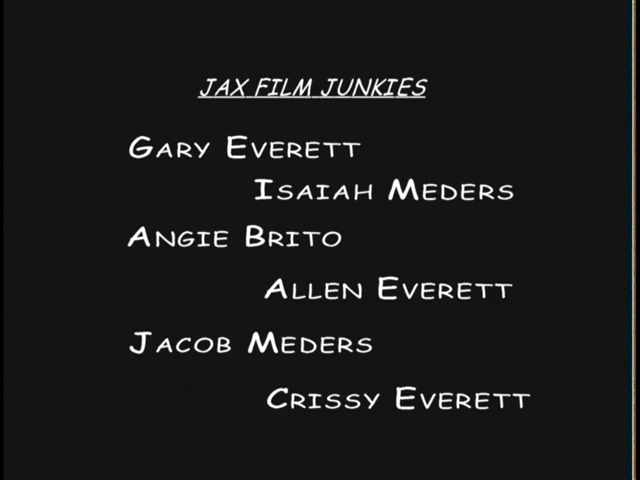 JAX FILM JUNKIES
GARY EVERETT
ISAIAH MEDERS
ANGIE BRITO
ALLEN EVERETT
JACOB MEDERS
CRISSY EVERETT